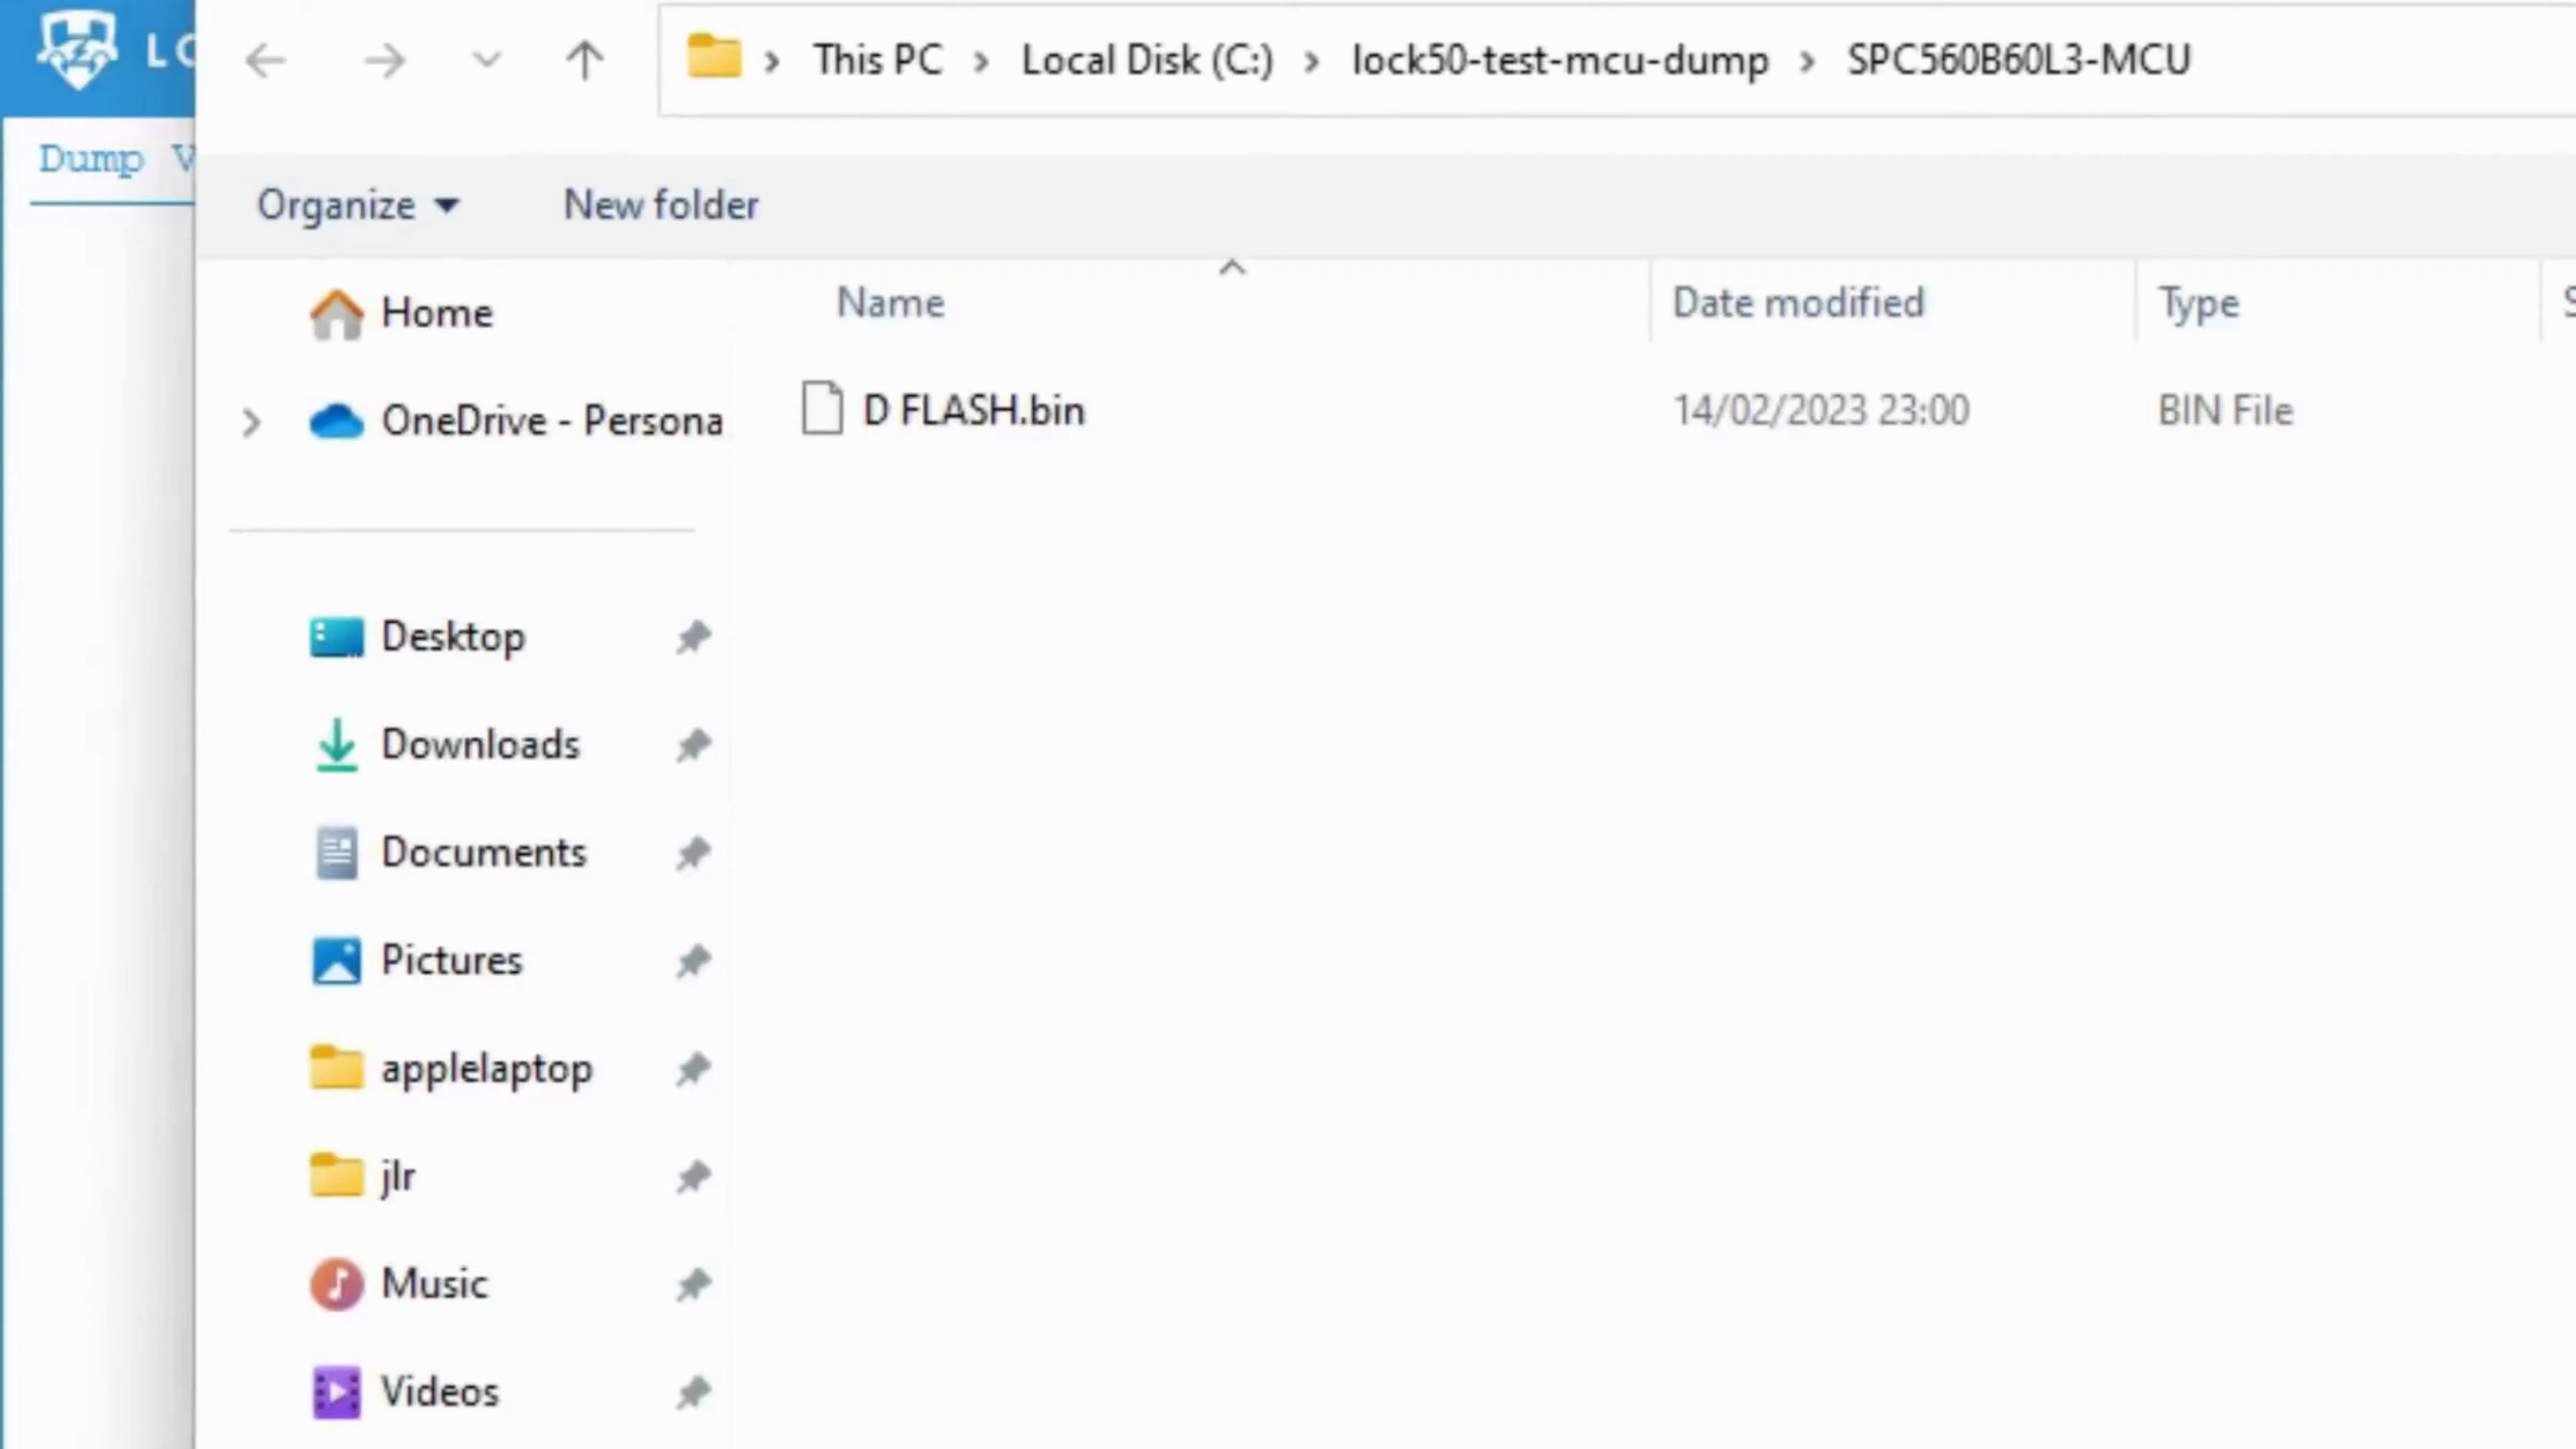 LO
This PC > Local Disk (C:) > lock50-test-mcu-dump > SPC560B60L3-MCU
Dump V
Organize New folder
Name Date modified Type S
D FLASH.bin 14/02/2023 23:00 BIN File
Home
OneDrive - Persona
Desktop
Downloads
Documents
Pictures
applelaptop
jlr
Music
Videos